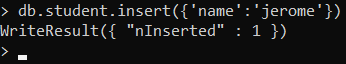 > db.student.insert({'name':'jerome'})
WriteResult({ "nInserted" : 1 })
>